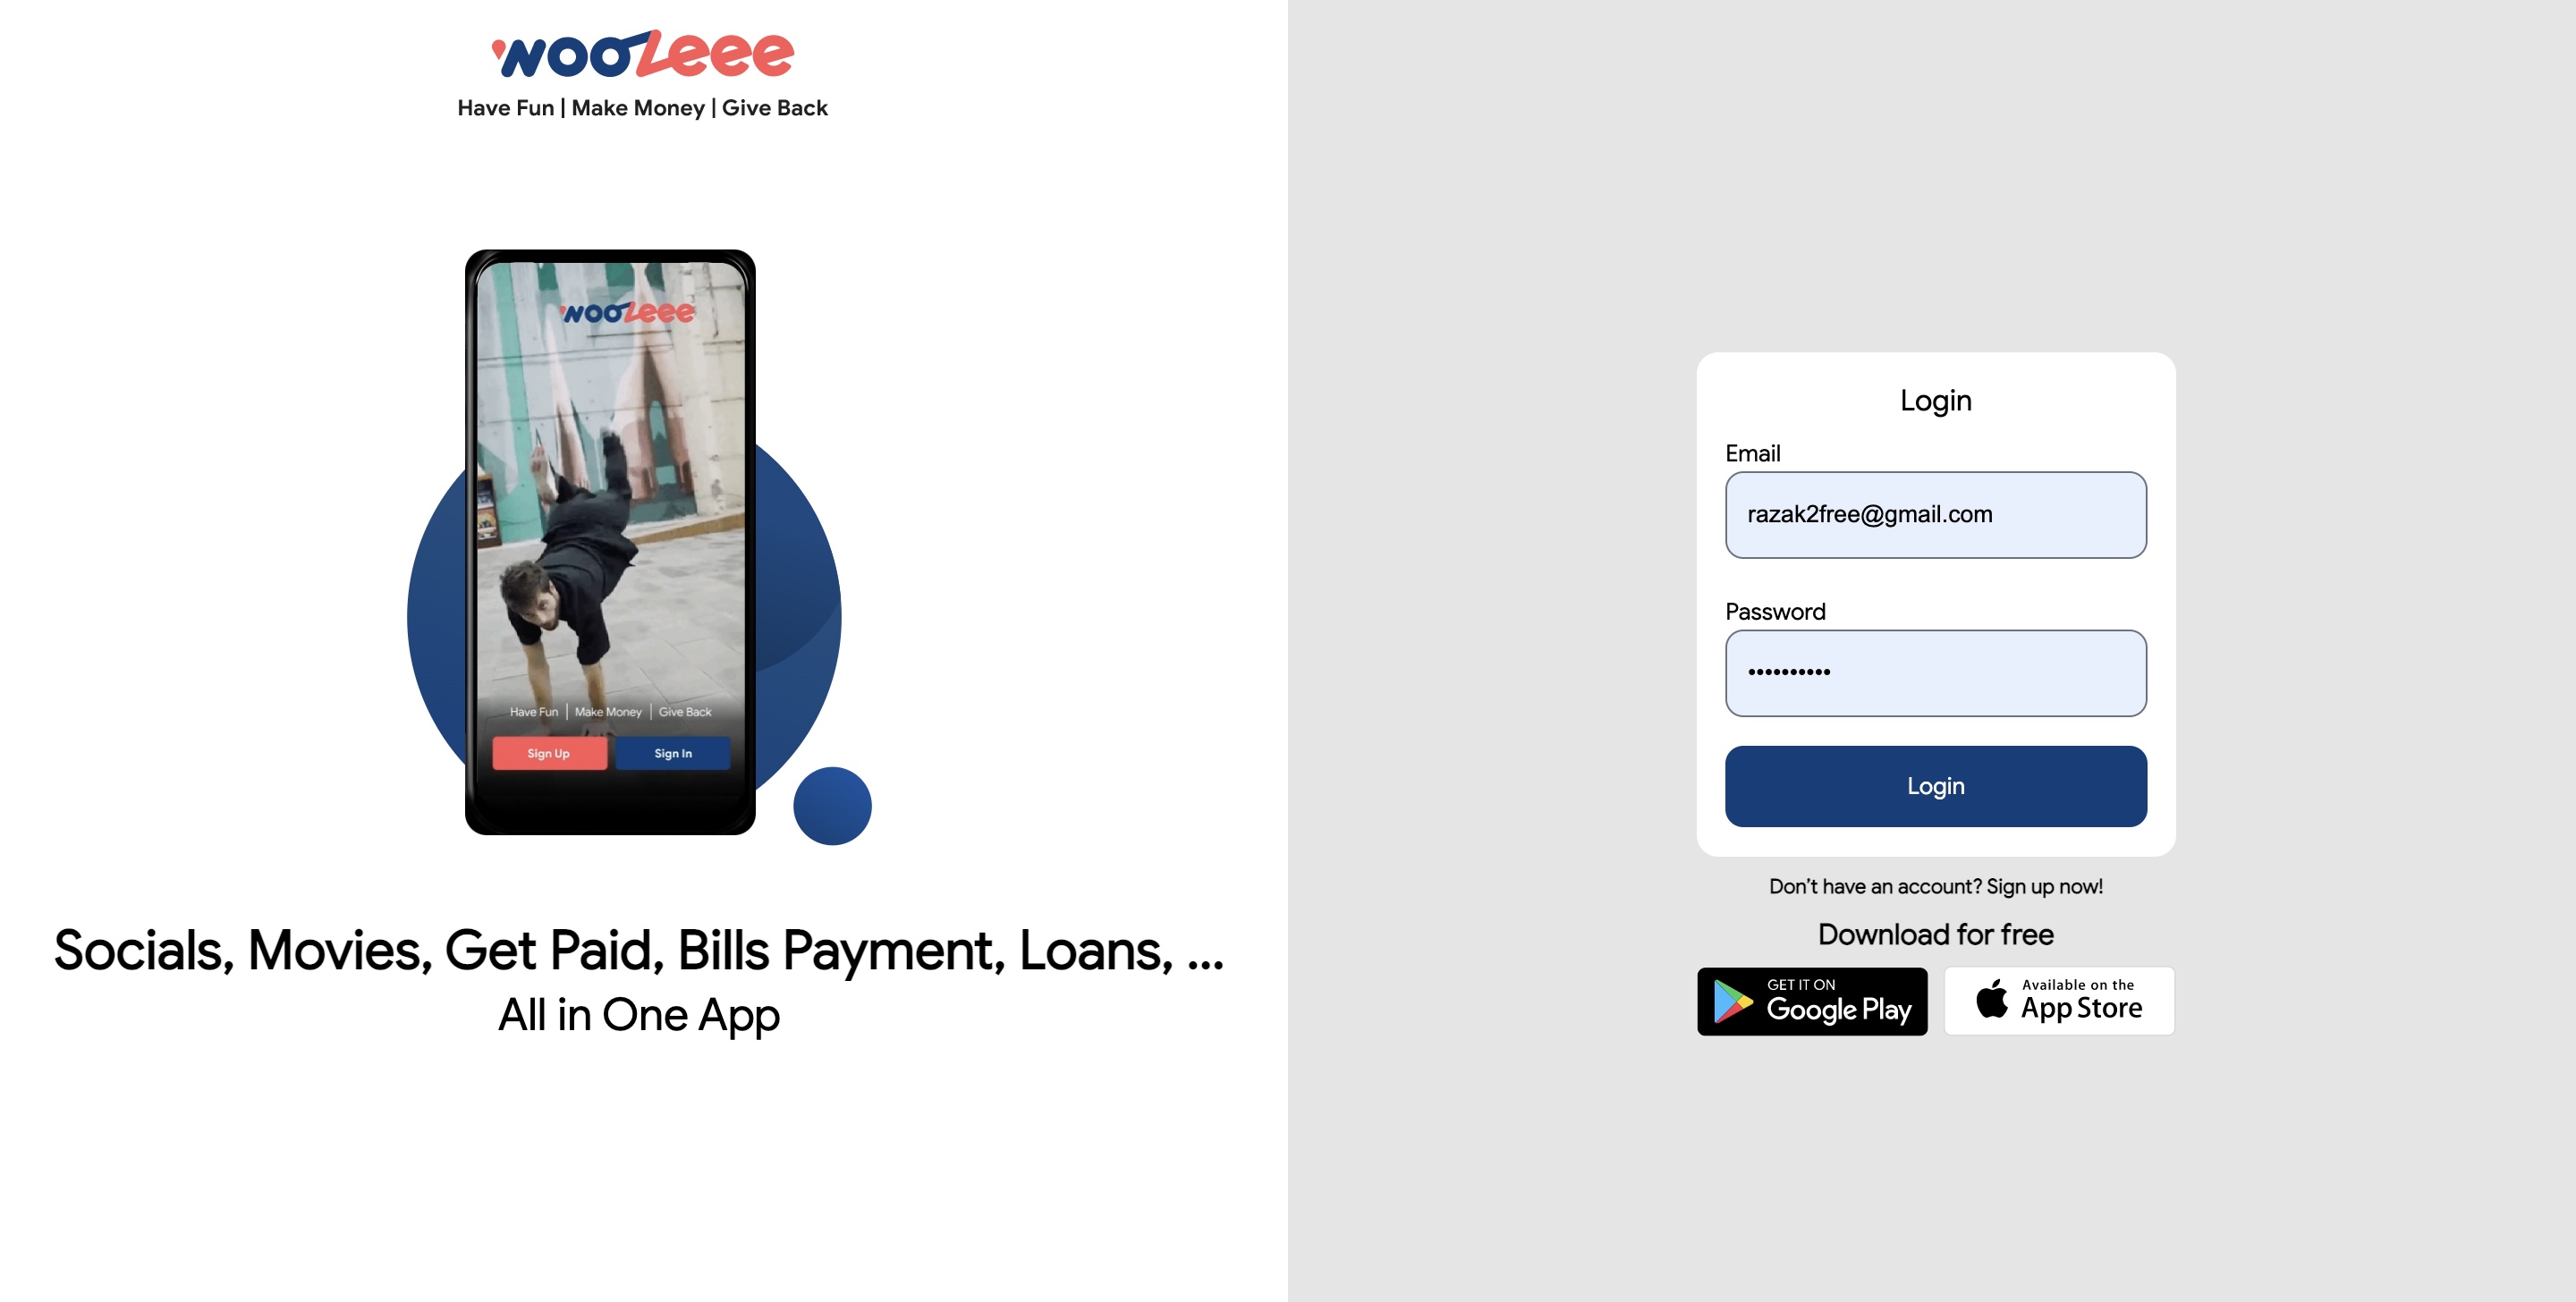 woozeee
Have Fun | Make Money | Give Back
woozeee
Have Fun | Make Money | Give Back
Sign Up
Sign In
Socials, Movies, Get Paid, Bills Payment, Loans, ...
All in One App
Login
Email
razak2free@gmail.com
Password
••••••••••
Login
Don't have an account? Sign up now!
Download for free
GET IT ON
Google Play
Available on the
App Store